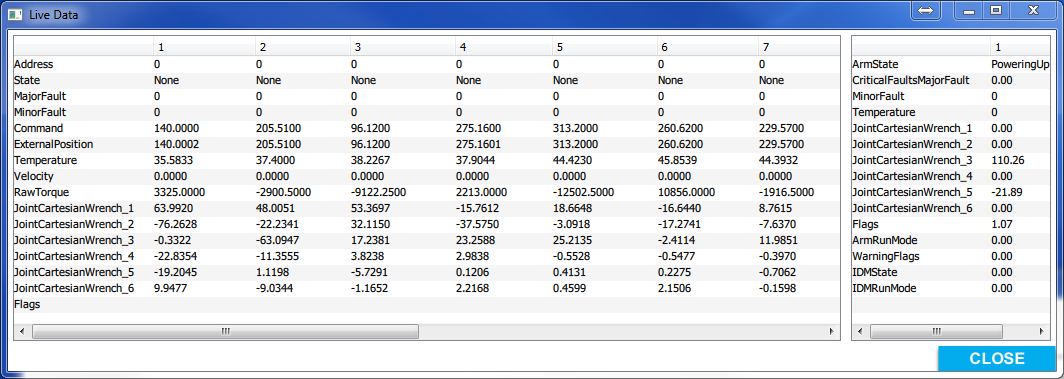 Live Data
1 2 3 4 5 6 7
Address 0 0 0 0 0 0 0
State None None None None None None None
MajorFault 0 0 0 0 0 0 0
MinorFault 0 0 0 0 0 0 0
Command 140.0000 205.5100 96.1200 275.1600 313.2000 260.6200 229.5700
ExternalPosition 140.0002 205.5100 96.1200 275.1601 313.2000 260.6200 229.5700
Temperature 35.5833 37.4000 38.2267 37.9044 44.4230 45.8539 44.3932
Velocity 0.0000 0.0000 0.0000 0.0000 0.0000 0.0000 0.0000
RawTorque 3325.0000 -2900.5000 -9122.2500 2213.0000 -12502.5000 10856.0000 -1916.5000
JointCartesianWrench_1 63.9920 48.0051 53.3697 -15.7612 18.6648 -16.6440 8.7615
JointCartesianWrench_2 -76.2628 -22.2341 32.1150 -37.5750 -3.0918 -17.2741 -7.6370
JointCartesianWrench_3 -0.3322 -63.0947 17.2381 23.2588 25.2135 -2.4114 11.9851
JointCartesianWrench_4 -22.8354 -11.3555 3.8238 2.9838 -0.5528 -0.5477 -0.3970
JointCartesianWrench_5 -19.2045 1.1198 -5.7291 0.1206 0.4131 0.2275 -0.7062
JointCartesianWrench_6 9.9477 -9.0344 -1.1652 2.2168 0.4599 2.1506 -0.1598
Flags
1
ArmState PoweringUp
CriticalFaultsMajorFault 0.00
MinorFault 0
Temperature 0
JointCartesianWrench_1 0.00
JointCartesianWrench_2 0.00
JointCartesianWrench_3 110.26
JointCartesianWrench_4 0.00
JointCartesianWrench_5 -21.89
JointCartesianWrench_6 0.00
Flags 1.07
ArmRunMode 0.00
WarningFlags 0.00
IDMState 0.00
IDMRunMode 0.00
CLOSE